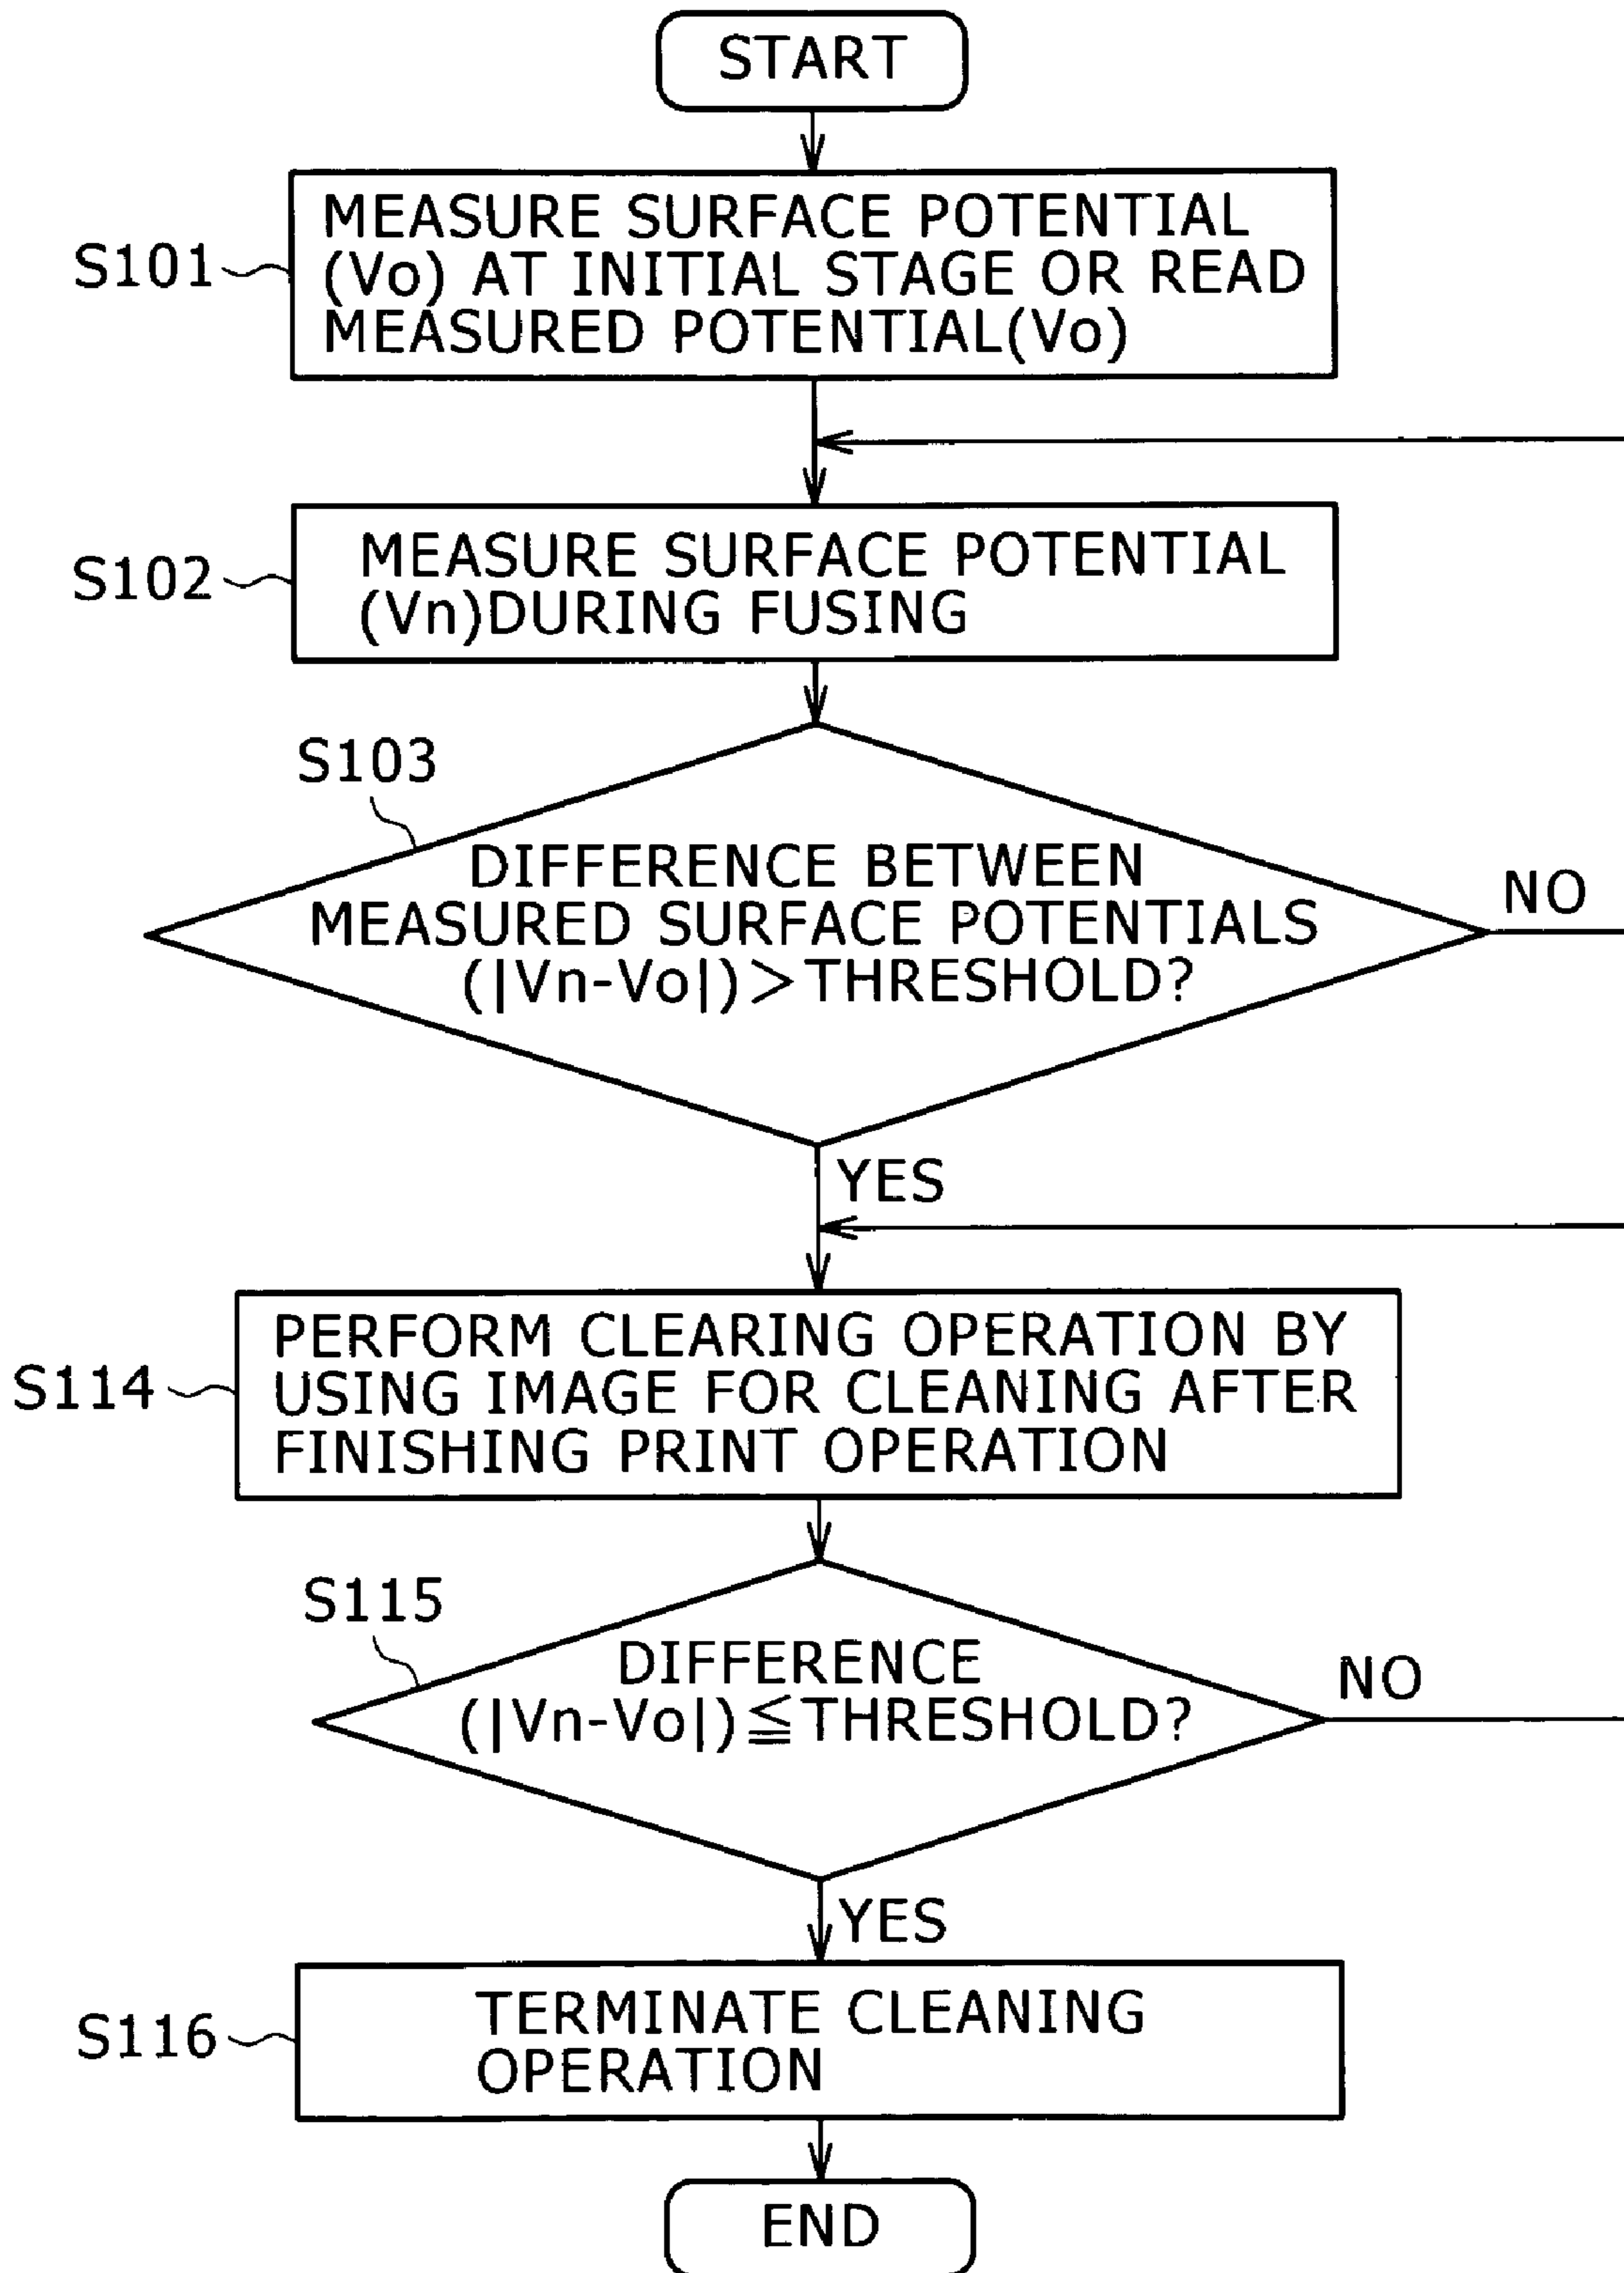 START
S101
MEASURE SURFACE POTENTIAL
(Vo) AT INITIAL STAGE OR READ
MEASURED POTENTIAL(Vo)
S102
MEASURE SURFACE POTENTIAL
(Vn)DURING FUSING
S103
DIFFERENCE BETWEEN
MEASURED SURFACE POTENTIALS
(|Vn-Vo|)>THRESHOLD?
NO
YES
S114
PERFORM CLEARING OPERATION BY
USING IMAGE FOR CLEANING AFTER
FINISHING PRINT OPERATION
S115
DIFFERENCE
(|Vn-Vo|)≦THRESHOLD?
NO
YES
S116
TERMINATE CLEANING
OPERATION
END